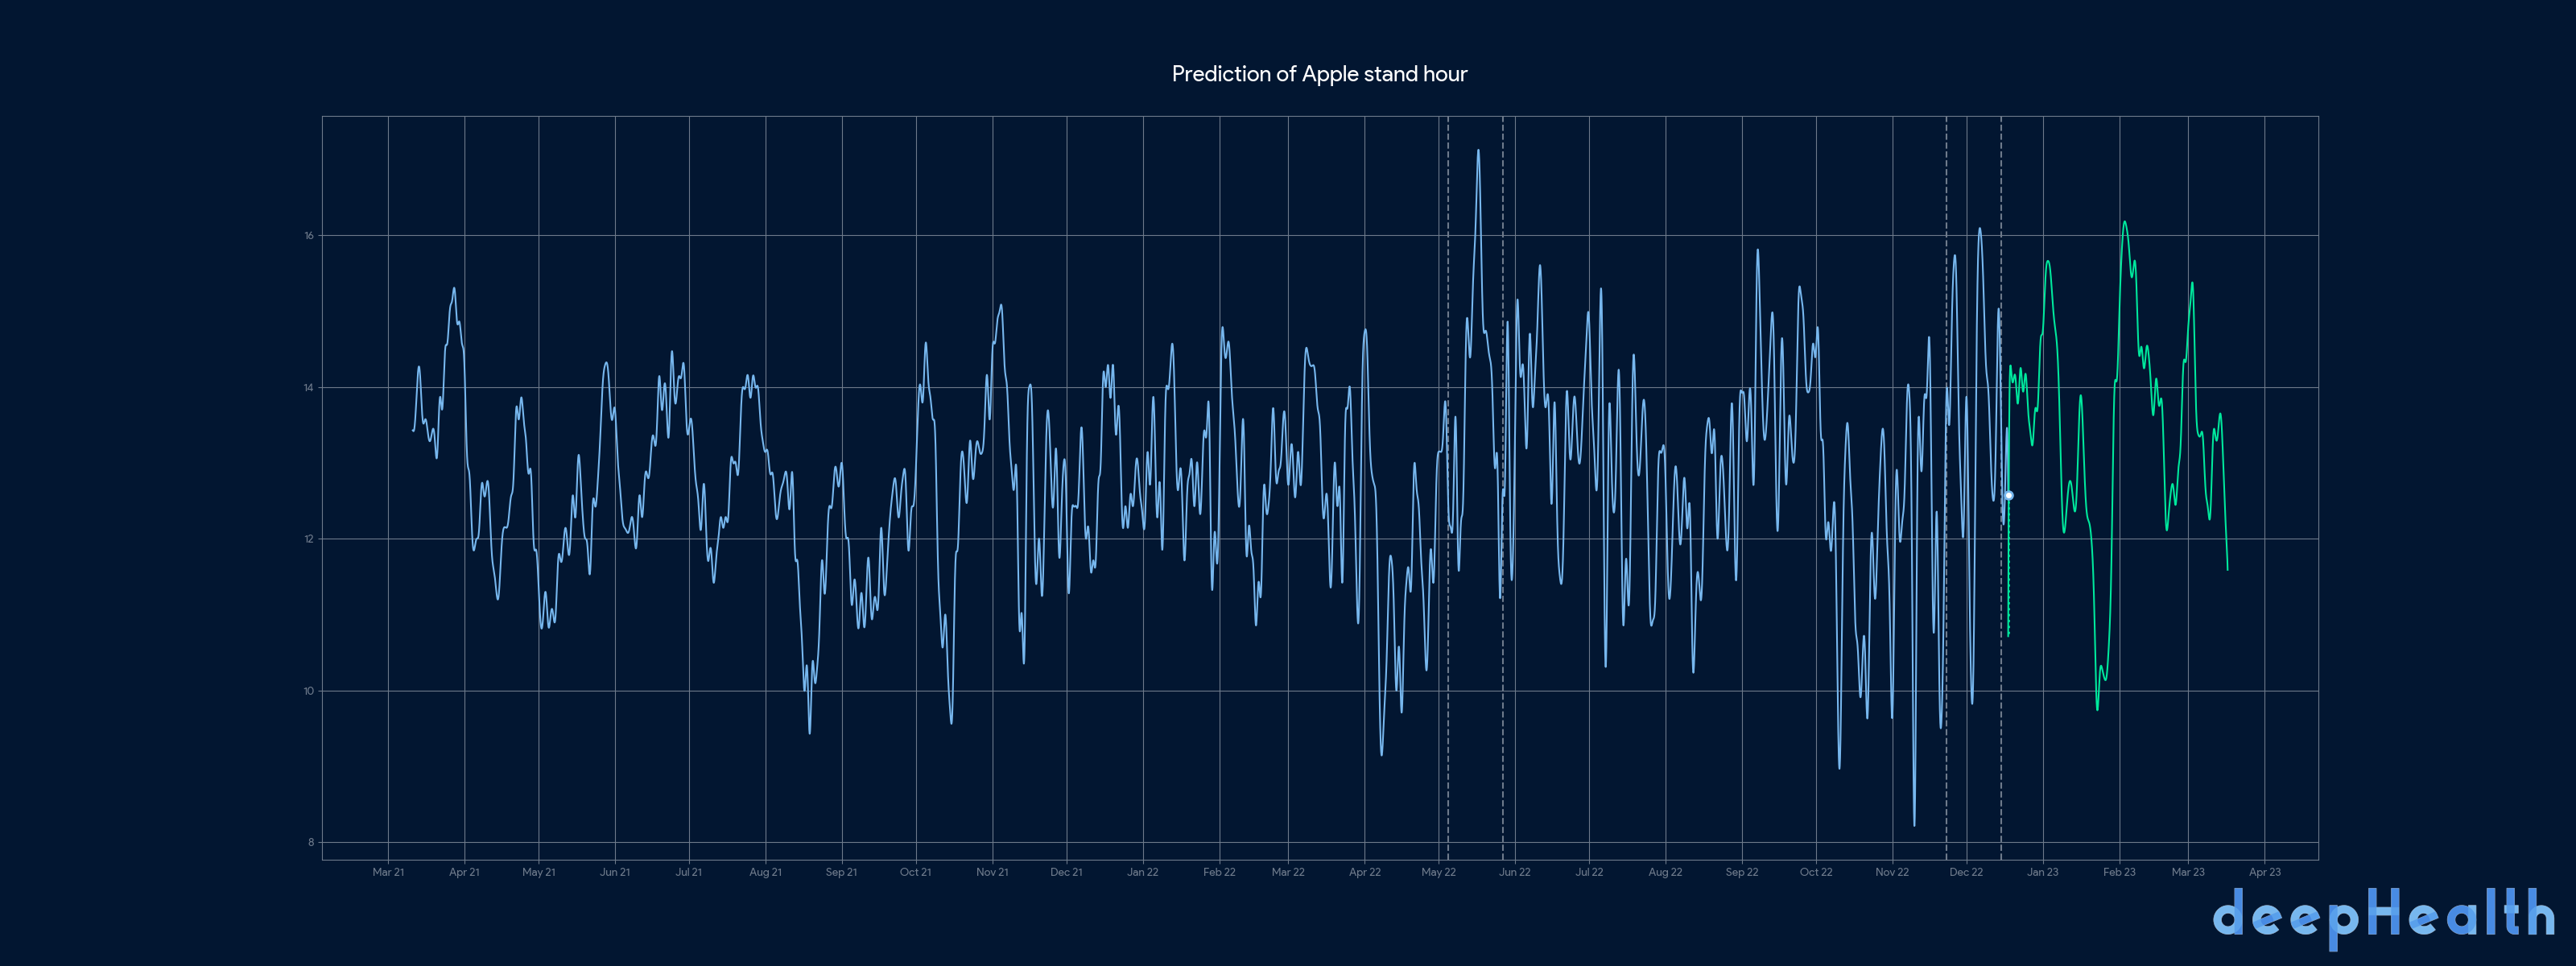 Prediction of Apple stand hour
16
14
12
10
8
Mar 21 Apr 21 May 21 Jun 21 Jul 21 Aug 21 Sep 21 Oct 21 Nov 21 Dec 21 Jan 22 Feb 22 Mar 22 Apr 22 May 22 Jun 22 Jul 22 Aug 22 Sep 22 Oct 22 Nov 22 Dec 22 Jan 23 Feb 23 Mar 23 Apr 23
deepHealth